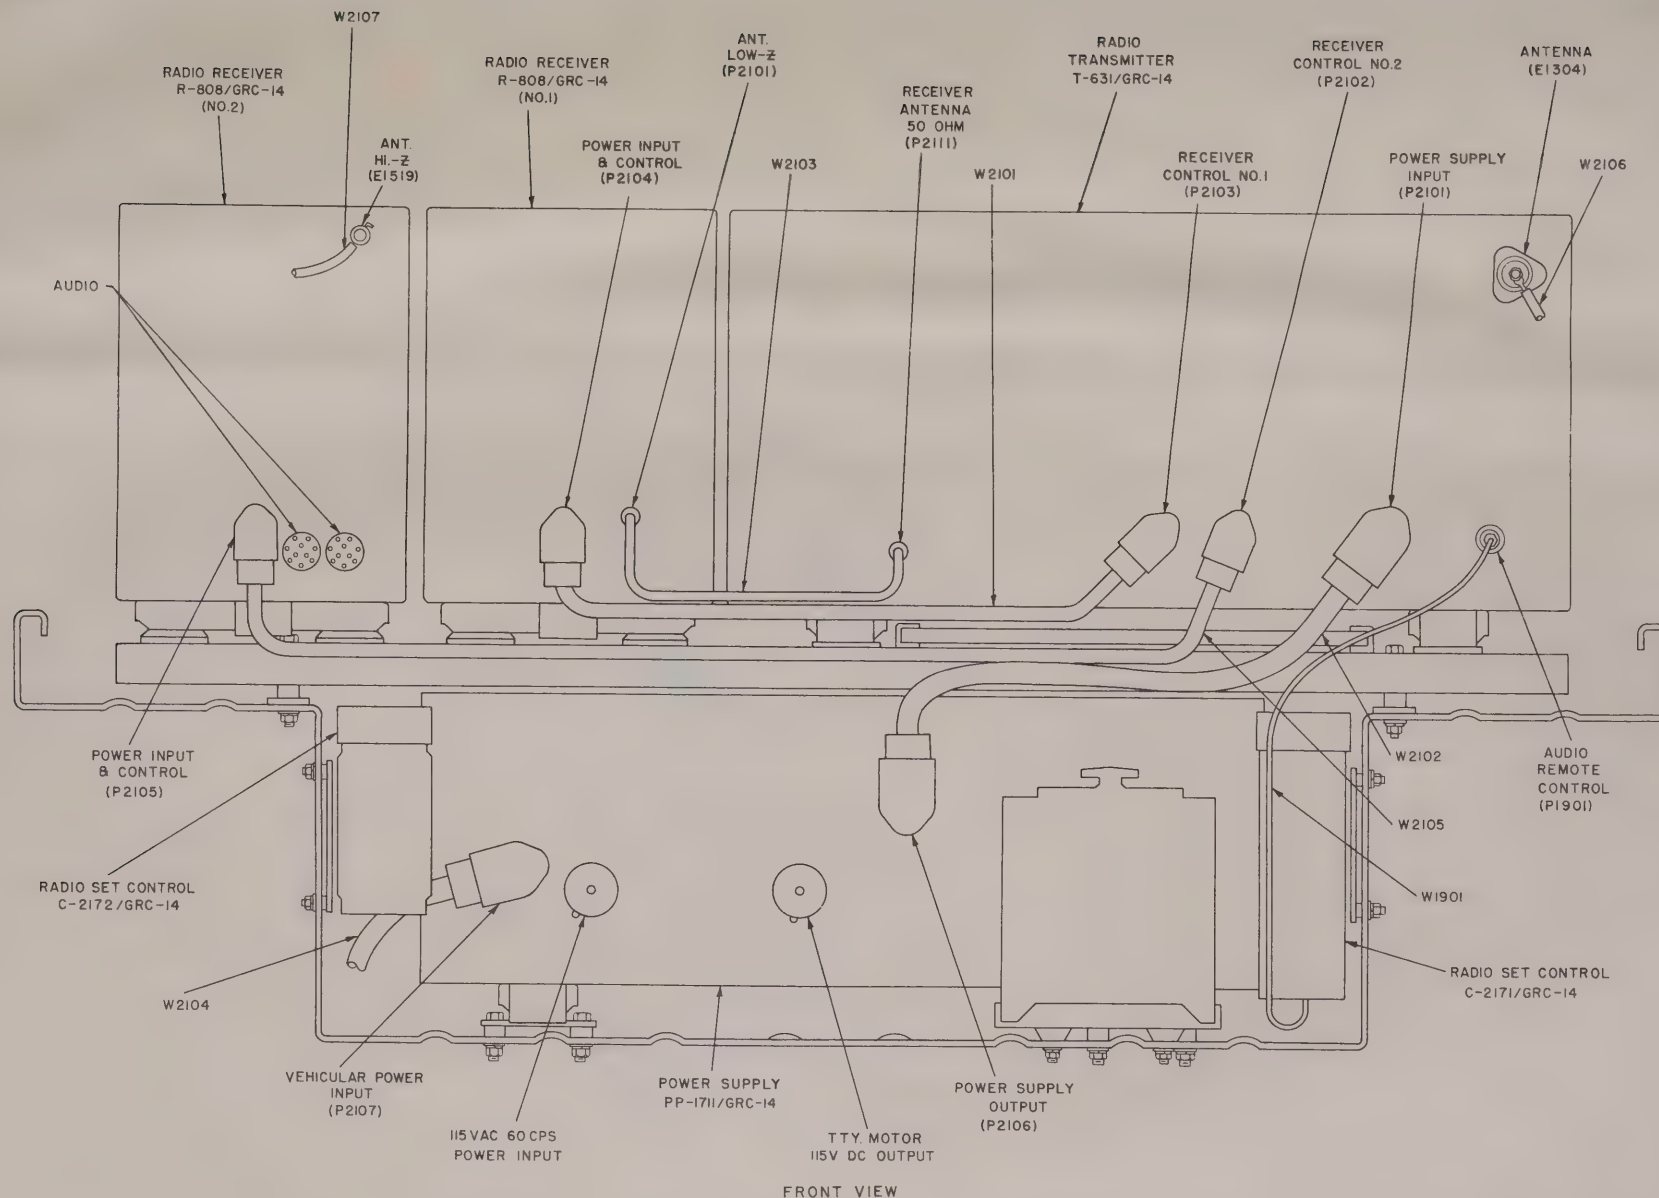 W2107
RADIO RECEIVER
R-808/GRC-14
(NO.2)
ANT.
HI.-Z
(E1519)
RADIO RECEIVER
R-808/GRC-14
(NO.1)
POWER INPUT
& CONTROL
(P2104)
ANT.
LOW-Z
(P2101)
W2103
RECEIVER
ANTENNA
50 OHM
(P2111)
W2101
RADIO
TRANSMITTER
T-631/GRC-14
RECEIVER
CONTROL NO.1
(P2103)
RECEIVER
CONTROL NO.2
(P2102)
POWER SUPPLY
INPUT
(P2101)
ANTENNA
(E1304)
W2106
AUDIO
POWER INPUT
& CONTROL
(P2105)
RADIO SET CONTROL
C-2172/GRC-14
W2104
VEHICULAR POWER
INPUT
(P2107)
115VAC 60 CPS
POWER INPUT
POWER SUPPLY
PP-1711/GRC-14
TTY. MOTOR
115V DC OUTPUT
POWER SUPPLY
OUTPUT
(P2106)
W2102
W2105
W1901
AUDIO
REMOTE
CONTROL
(P1901)
RADIO SET CONTROL
C-2171/GRC-14
FRONT VIEW